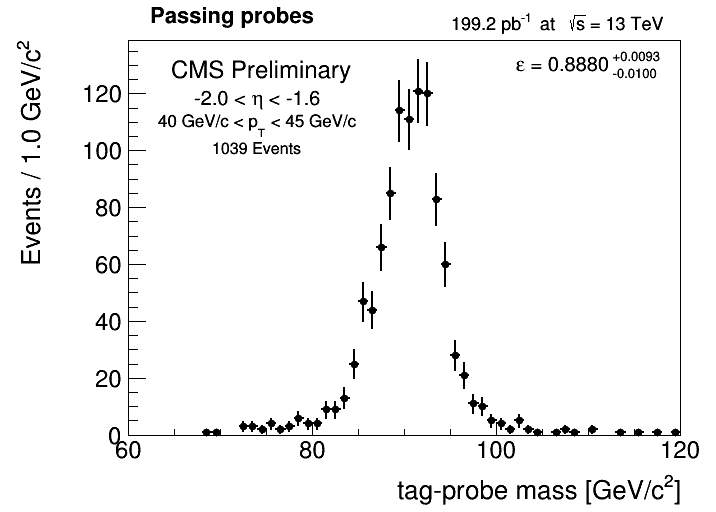 Passing probes
199.2 pb⁻¹ at √s = 13 TeV
CMS Preliminary
-2.0 < η < -1.6
40 GeV/c < p_T < 45 GeV/c
1039 Events
ε = 0.8880 +0.0093 -0.0100
Events / 1.0 GeV/c²
120
100
80
60
40
20
0
60 80 100 120
tag-probe mass [GeV/c²]